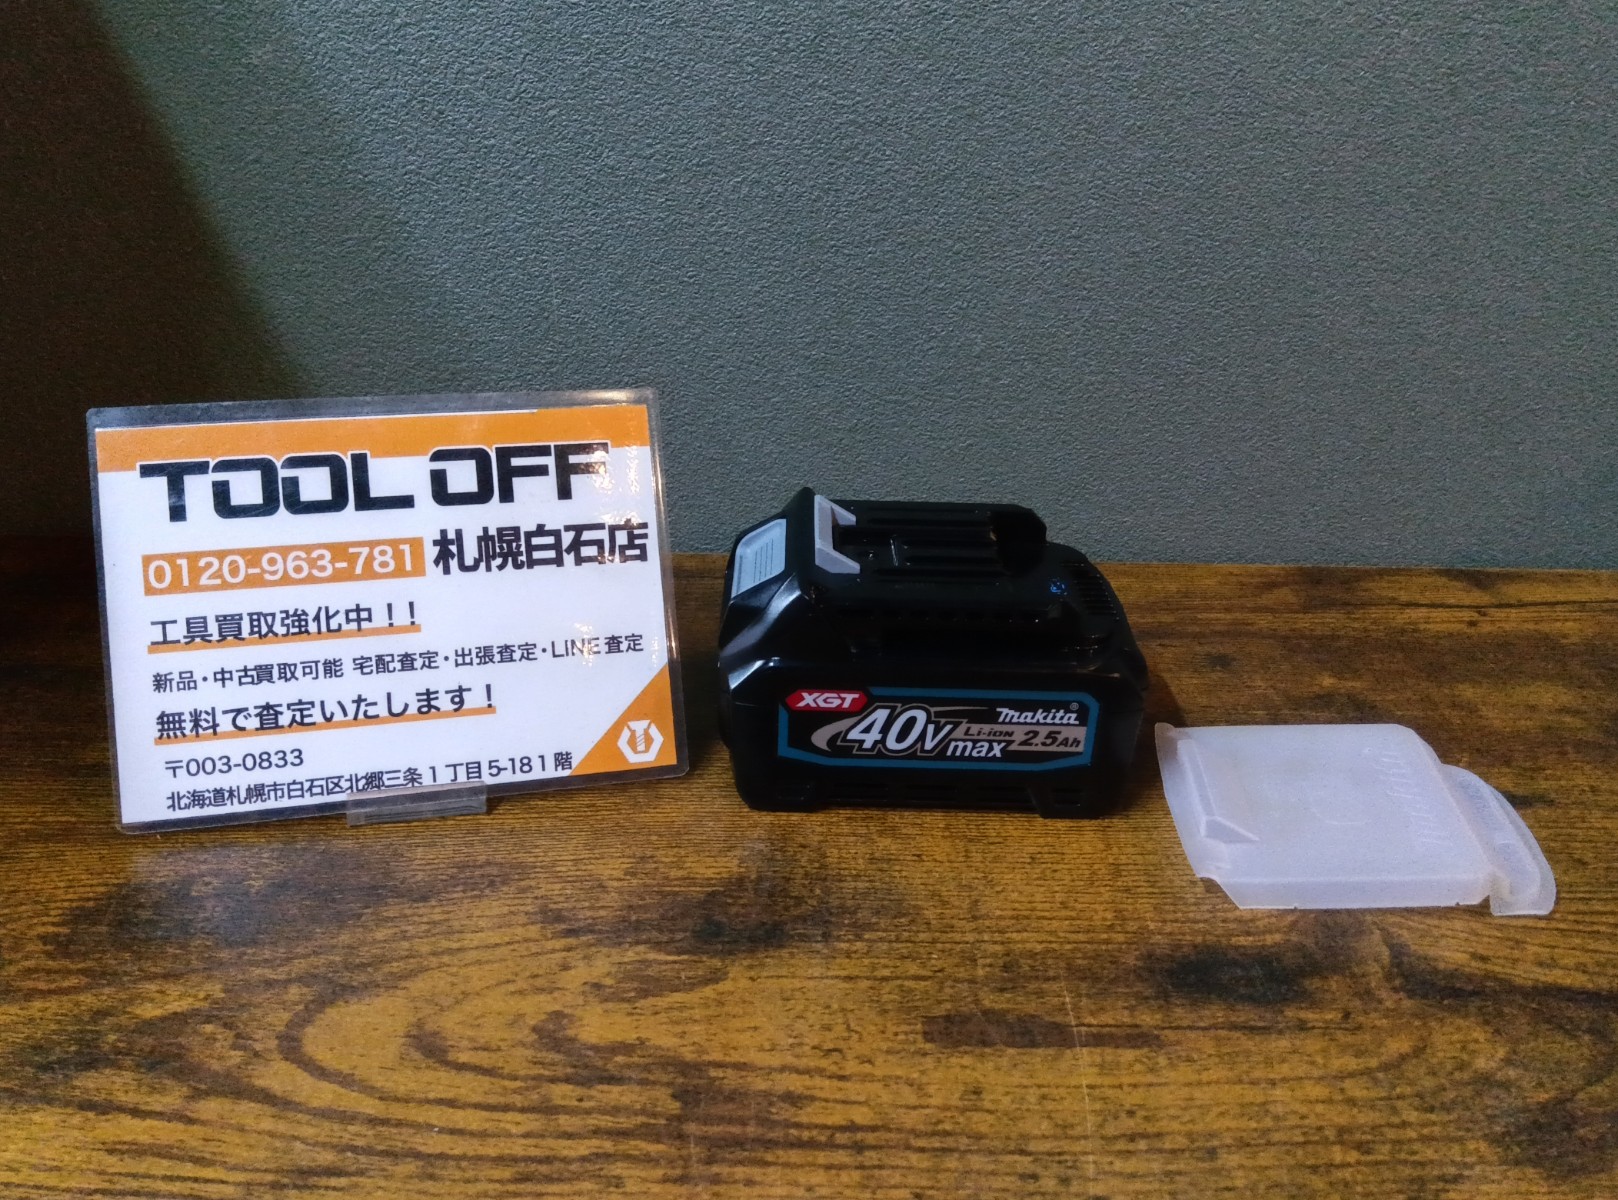 TOOL OFF
0120-963-781 札幌白石店
工具買取強化中！！
新品・中古買取可能 宅配査定・出張査定・LINE査定
無料で査定いたします！
〒003-0833
北海道札幌市白石区北郷三条1丁目5-18 1階
XGT
makita®
40Vmax Li-ion 2.5Ah
makita